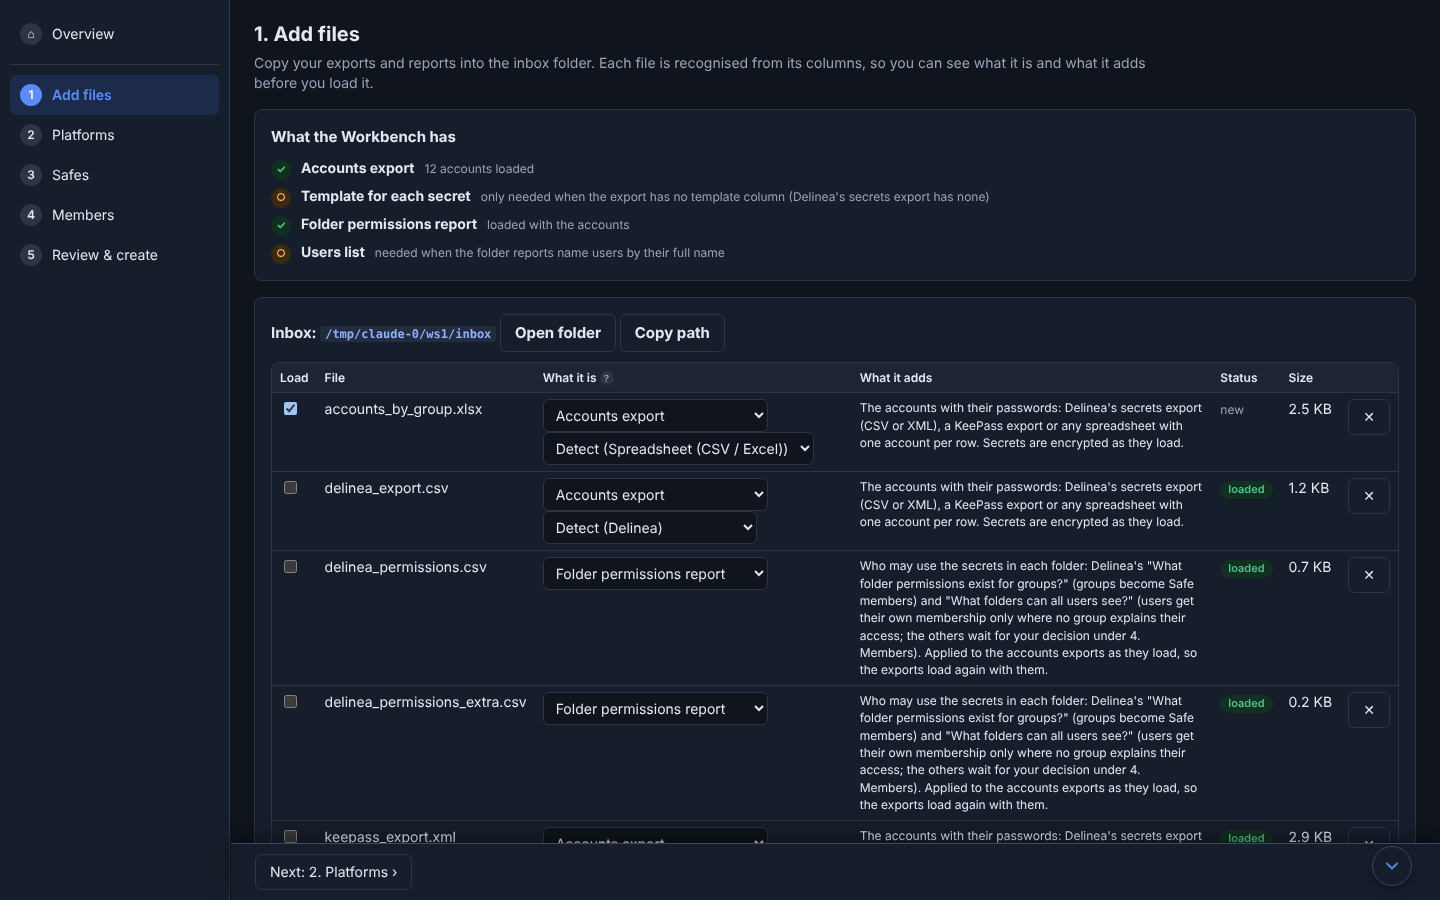 Overview
1 Add files
2 Platforms
3 Safes
4 Members
5 Review & create
1. Add files
Copy your exports and reports into the inbox folder. Each file is recognised from its columns, so you can see what it is and what it adds
before you load it.
What the Workbench has
Accounts export 12 accounts loaded
Template for each secret only needed when the export has no template column (Delinea's secrets export has none)
Folder permissions report loaded with the accounts
Users list needed when the folder reports name users by their full name
Inbox: /tmp/claude-0/ws1/inbox Open folder Copy path
Load File What it is ? What it adds Status Size
accounts_by_group.xlsx Accounts export
Detect (Spreadsheet (CSV / Excel))
The accounts with their passwords: Delinea's secrets export
(CSV or XML), a KeePass export or any spreadsheet with
one account per row. Secrets are encrypted as they load.
new 2.5 KB ✕
delinea_export.csv Accounts export
Detect (Delinea)
The accounts with their passwords: Delinea's secrets export
(CSV or XML), a KeePass export or any spreadsheet with
one account per row. Secrets are encrypted as they load.
loaded 1.2 KB ✕
delinea_permissions.csv Folder permissions report
Who may use the secrets in each folder: Delinea's "What
folder permissions exist for groups?" (groups become Safe
members) and "What folders can all users see?" (users get
their own membership only where no group explains their
access; the others wait for your decision under 4.
Members). Applied to the accounts exports as they load, so
the exports load again with them.
loaded 0.7 KB ✕
delinea_permissions_extra.csv Folder permissions report
Who may use the secrets in each folder: Delinea's "What
folder permissions exist for groups?" (groups become Safe
members) and "What folders can all users see?" (users get
their own membership only where no group explains their
access; the others wait for your decision under 4.
Members). Applied to the accounts exports as they load, so
the exports load again with them.
loaded 0.2 KB ✕
keepass_export.xml Accounts export
The accounts with their passwords: Delinea's secrets export
loaded 2.9 KB
Next: 2. Platforms ›